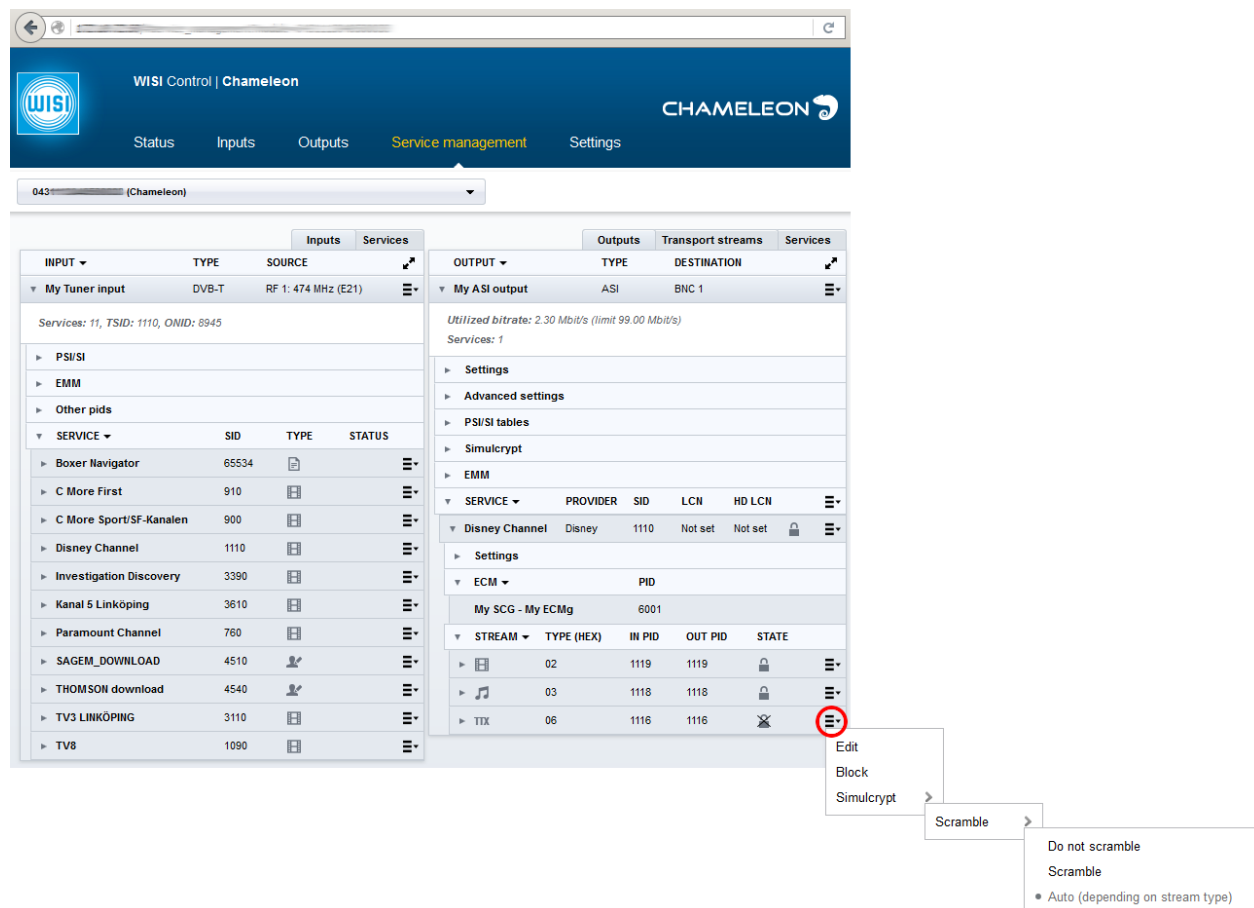 WISI
WISI Control | Chameleon
CHAMELEON
Status Inputs Outputs Service management Settings
043 (Chameleon)
Inputs Services
INPUT TYPE SOURCE
My Tuner input DVB-T RF 1: 474 MHz (E21)
Services: 11, TSID: 1110, ONID: 8945
PSI/SI
EMM
Other pids
SERVICE SID TYPE STATUS
Boxer Navigator 65534
C More First 910
C More Sport/SF-Kanalen 900
Disney Channel 1110
Investigation Discovery 3390
Kanal 5 Linköping 3610
Paramount Channel 760
SAGEM_DOWNLOAD 4510
THOMSON download 4540
TV3 LINKÖPING 3110
TV8 1090
Outputs Transport streams Services
OUTPUT TYPE DESTINATION
My ASI output ASI BNC 1
Utilized bitrate: 2.30 Mbit/s (limit 99.00 Mbit/s)
Services: 1
Settings
Advanced settings
PSI/SI tables
Simulcrypt
EMM
SERVICE PROVIDER SID LCN HD LCN
Disney Channel Disney 1110 Not set Not set
Settings
ECM PID
My SCG - My ECMg 6001
STREAM TYPE (HEX) IN PID OUT PID STATE
02 1119 1119
03 1118 1118
TTX 06 1116 1116
Edit
Block
Simulcrypt
Scramble
Do not scramble
Scramble
Auto (depending on stream type)